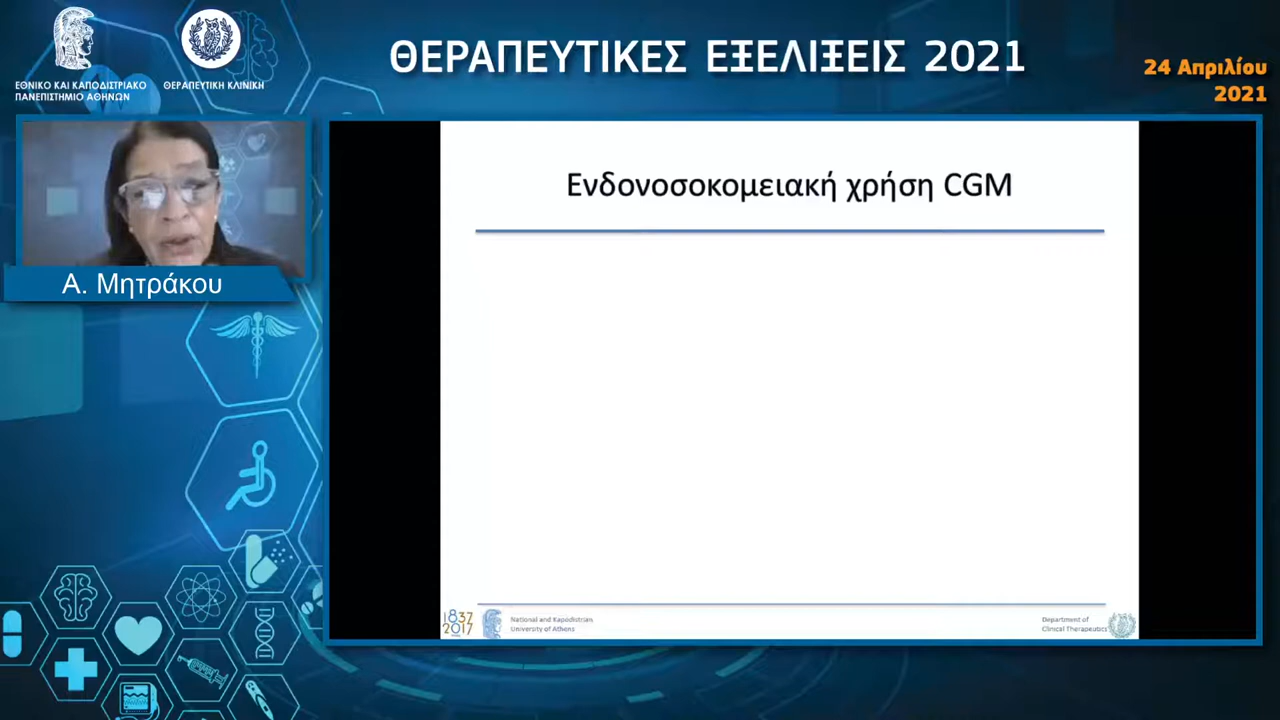 ΕΘΝΙΚΟ ΚΑΙ ΚΑΠΟΔΙΣΤΡΙΑΚΟ
ΠΑΝΕΠΙΣΤΗΜΙΟ ΑΘΗΝΩΝ
ΘΕΡΑΠΕΥΤΙΚΗ ΚΛΙΝΙΚΗ
ΘΕΡΑΠΕΥΤΙΚΕΣ ΕΞΕΛΙΞΕΙΣ 2021
24 Απριλίου
2021
Α. Μητράκου
Ενδονοσοκομειακή χρήση CGM
1837
2017
National and Kapodistrian
University of Athens
Department of
Clinical Therapeutics